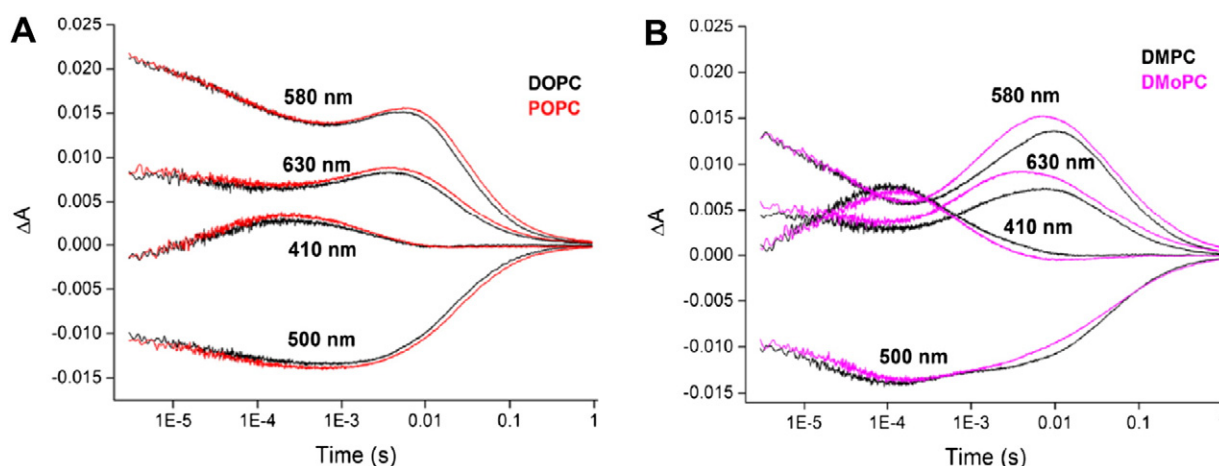 A
0.025
0.020
0.015
0.010
0.005
0.000
-0.005
-0.010
-0.015
ΔA
580 nm
630 nm
410 nm
500 nm
DOPC
POPC
1E-5
1E-4
1E-3
0.01
0.1
1
Time (s)
B
0.025
0.020
0.015
0.010
0.005
0.000
-0.005
-0.010
-0.015
ΔA
DMPC
DMoPC
580 nm
630 nm
410 nm
500 nm
1E-5
1E-4
1E-3
0.01
0.1
1
Time (s)